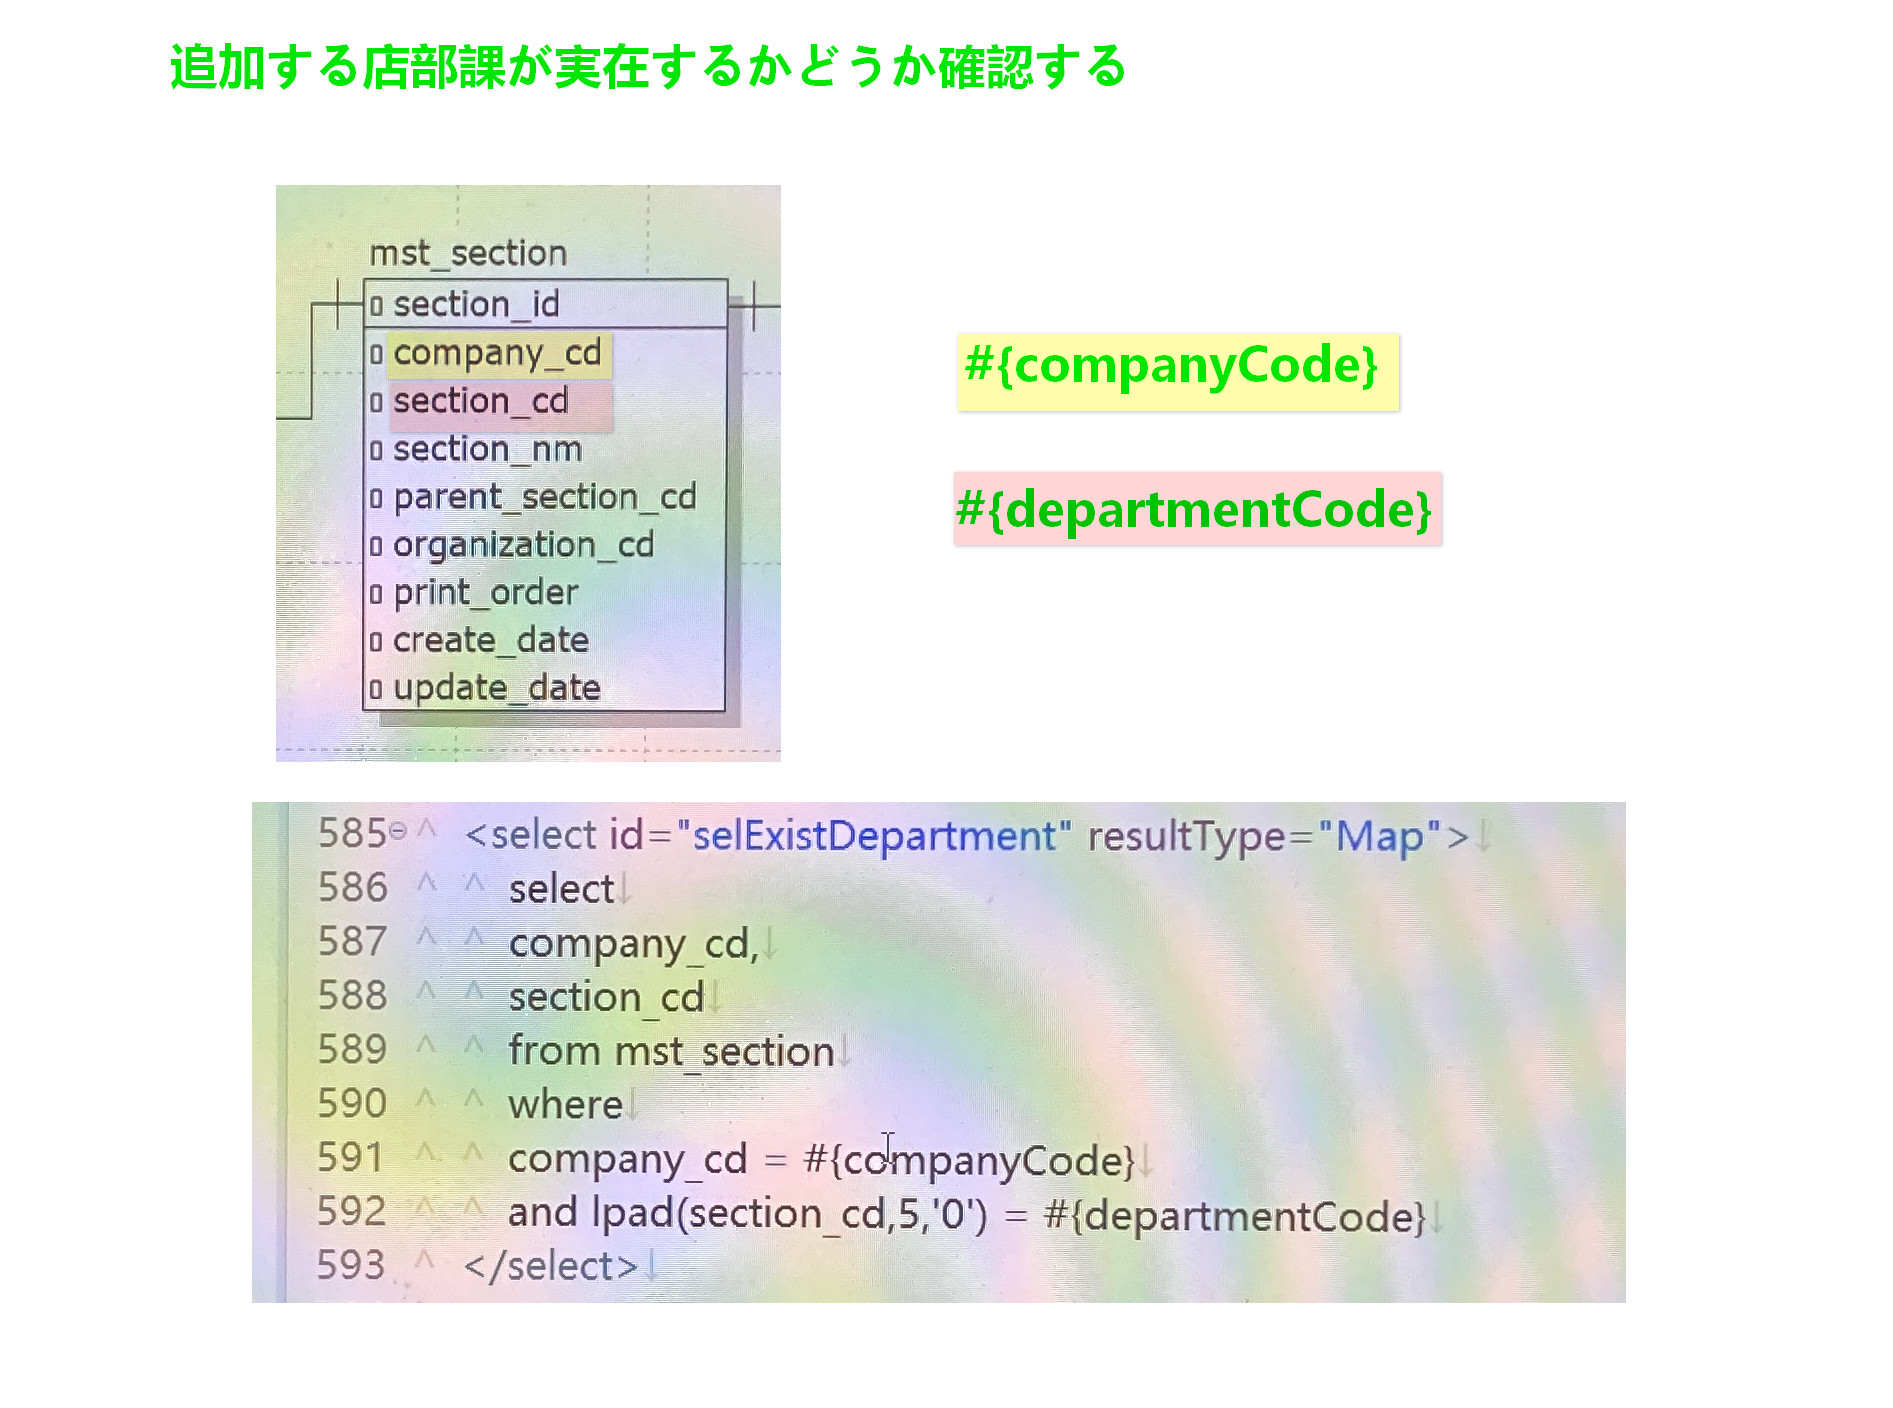 追加する店部課が実在するかどうか確認する
mst_section
section_id
company_cd
section_cd
section_nm
parent_section_cd
organization_cd
print_order
create_date
update_date
#{companyCode}
#{departmentCode}
585 <select id="selExistDepartment" resultType="Map">↓
586 ^ ^ select↓
587 ^ ^ company_cd,↓
588 ^ ^ section_cd↓
589 ^ ^ from mst_section↓
590 ^ ^ where↓
591 ^ ^ company_cd = #{companyCode}↓
592 ^ ^ and lpad(section_cd,5,'0') = #{departmentCode}↓
593 ^ </select>↓